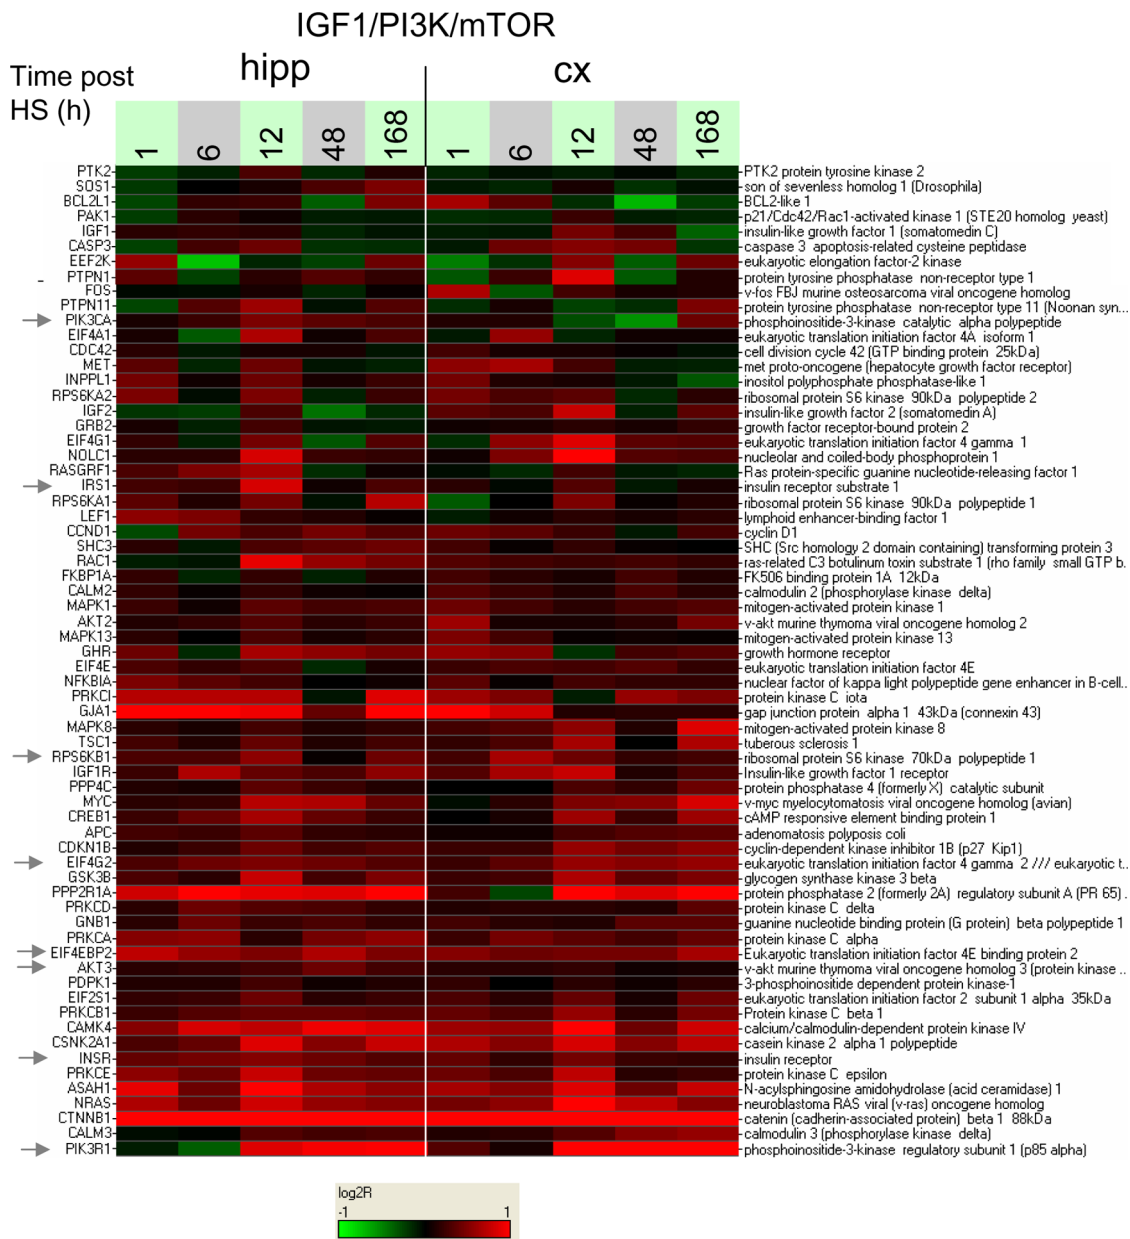 IGF1/PI3K/mTOR
hipp cx
Time post
HS (h)
1 6 12 48 168 1 6 12 48 168
PTK2 PTK2 protein tyrosine kinase 2
SOS1 son of sevenless homolog 1 (Drosophila)
BCL2L1 BCL2-like 1
PAK1 p21/Cdc42/Rac1-activated kinase 1 (STE20 homolog yeast)
IGF1 insulin-like growth factor 1 (somatomedin C)
CASP3 caspase 3 apoptosis-related cysteine peptidase
EEF2K eukaryotic elongation factor-2 kinase
PTPN1 protein tyrosine phosphatase non-receptor type 1
FOS v-fos FBJ murine osteosarcoma viral oncogene homolog
PTPN11 protein tyrosine phosphatase non-receptor type 11 (Noonan syn...
PIK3CA phosphoinositide-3-kinase catalytic alpha polypeptide
EIF4A1 eukaryotic translation initiation factor 4A isoform 1
CDC42 cell division cycle 42 (GTP binding protein 25kDa)
MET met proto-oncogene (hepatocyte growth factor receptor)
INPPL1 inositol polyphosphate phosphatase-like 1
RPS6KA2 ribosomal protein S6 kinase 90kDa polypeptide 2
IGF2 insulin-like growth factor 2 (somatomedin A)
GRB2 growth factor receptor-bound protein 2
EIF4G1 eukaryotic translation initiation factor 4 gamma 1
NOLC1 nucleolar and coiled-body phosphoprotein 1
RASGRF1 Ras protein-specific guanine nucleotide-releasing factor 1
IRS1 insulin receptor substrate 1
RPS6KA1 ribosomal protein S6 kinase 90kDa polypeptide 1
LEF1 lymphoid enhancer-binding factor 1
CCND1 cyclin D1
SHC3 SHC (Src homology 2 domain containing) transforming protein 3
RAC1 ras-related C3 botulinum toxin substrate 1 (rho family small GTP b.
FKBP1A FK506 binding protein 1A 12kDa
CALM2 calmodulin 2 (phosphorylase kinase delta)
MAPK1 mitogen-activated protein kinase 1
AKT2 v-akt murine thymoma viral oncogene homolog 2
MAPK13 mitogen-activated protein kinase 13
GHR growth hormone receptor
EIF4E eukaryotic translation initiation factor 4E
NFKBIA nuclear factor of kappa light polypeptide gene enhancer in B-cell..
PRKCI protein kinase C iota
GJA1 gap junction protein alpha 1 43kDa (connexin 43)
MAPK8 mitogen-activated protein kinase 8
TSC1 tuberous sclerosis 1
RPS6KB1 ribosomal protein S6 kinase 70kDa polypeptide 1
IGF1R Insulin-like growth factor 1 receptor
PPP4C protein phosphatase 4 (formerly X) catalytic subunit
MYC v-myc myelocytomatosis viral oncogene homolog (avian)
CREB1 cAMP responsive element binding protein 1
APC adenomatosis polyposis coli
CDKN1B cyclin-dependent kinase inhibitor 1B (p27 Kip1)
EIF4G2 eukaryotic translation initiation factor 4 gamma 2 /// eukaryotic t..
GSK3B glycogen synthase kinase 3 beta
PPP2R1A protein phosphatase 2 (formerly 2A) regulatory subunit A (PR 65) .
PRKCD protein kinase C delta
GNB1 guanine nucleotide binding protein (G protein) beta polypeptide 1
PRKCA protein kinase C alpha
EIF4EBP2 Eukaryotic translation initiation factor 4E binding protein 2
AKT3 v-akt murine thymoma viral oncogene homolog 3 (protein kinase ..
PDPK1 3-phosphoinositide dependent protein kinase-1
EIF2S1 eukaryotic translation initiation factor 2 subunit 1 alpha 35kDa
PRKCB1 Protein kinase C beta 1
CAMK4 calcium/calmodulin-dependent protein kinase IV
CSNK2A1 casein kinase 2 alpha 1 polypeptide
INSR insulin receptor
PRKCE protein kinase C epsilon
ASAH1 N-acylsphingosine amidohydrolase (acid ceramidase) 1
NRAS neuroblastoma RAS viral (v-ras) oncogene homolog
CTNNB1 catenin (cadherin-associated protein) beta 1 88kDa
CALM3 calmodulin 3 (phosphorylase kinase delta)
PIK3R1 phosphoinositide-3-kinase regulatory subunit 1 (p85 alpha)
log2R
-1 1